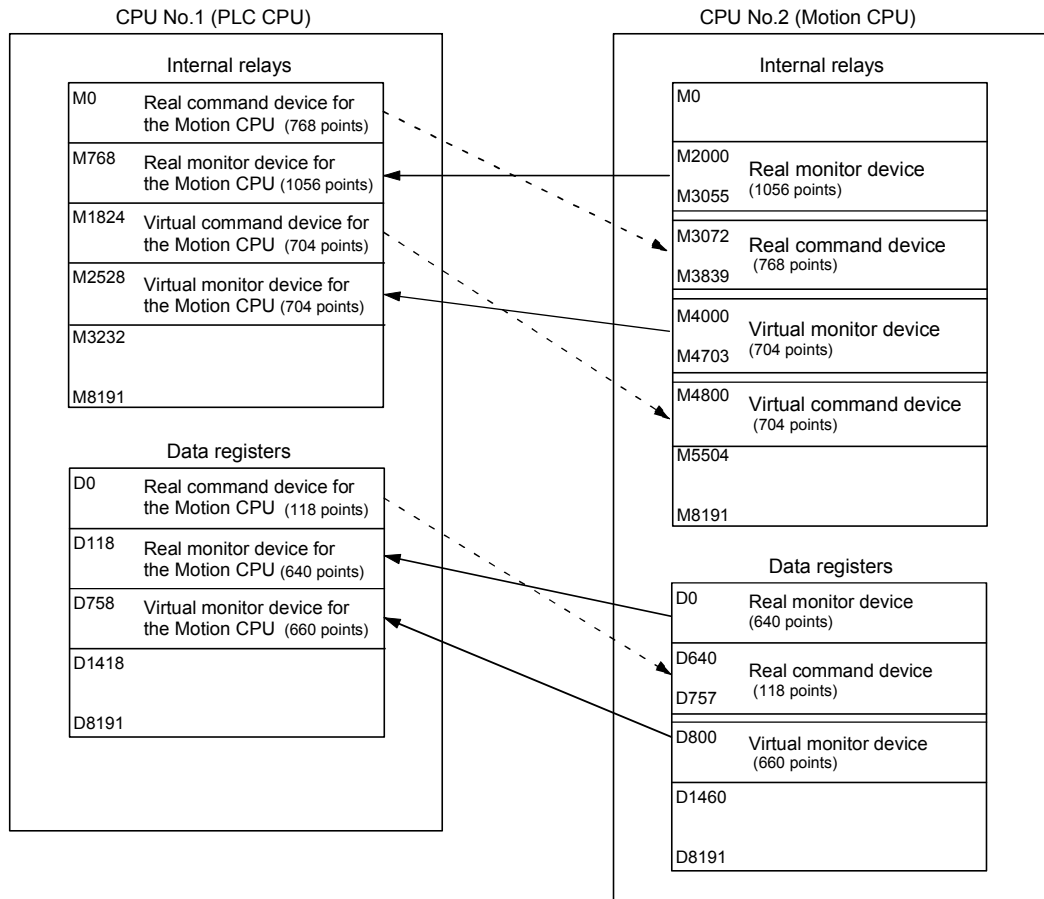 CPU No.1 (PLC CPU)
Internal relays
M0
Real command device for
the Motion CPU (768 points)
M768
Real monitor device for
the Motion CPU (1056 points)
M1824
Virtual command device for
the Motion CPU (704 points)
M2528
Virtual monitor device for
the Motion CPU (704 points)
M3232
M8191
Data registers
D0
Real command device for
the Motion CPU (118 points)
D118
Real monitor device for
the Motion CPU (640 points)
D758
Virtual monitor device for
the Motion CPU (660 points)
D1418
D8191
CPU No.2 (Motion CPU)
Internal relays
M0
M2000
Real monitor device
(1056 points)
M3055
M3072
Real command device
(768 points)
M3839
M4000
Virtual monitor device
(704 points)
M4703
M4800
Virtual command device
(704 points)
M5504
M8191
Data registers
D0
Real monitor device
(640 points)
D640
Real command device
(118 points)
D757
D800
Virtual monitor device
(660 points)
D1460
D8191